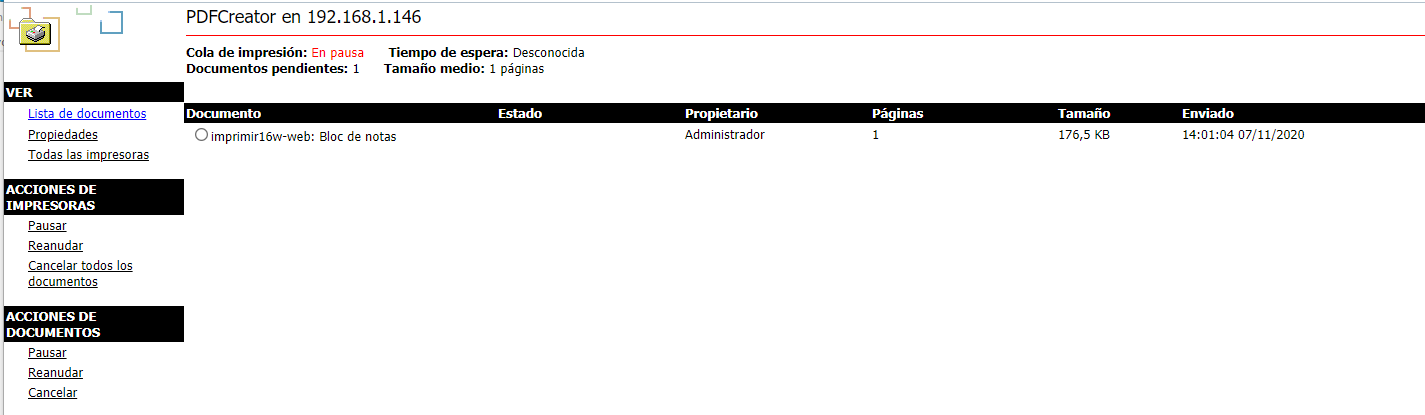 PDFCreator en 192.168.1.146
Cola de impresión: En pausa Tiempo de espera: Desconocida
Documentos pendientes: 1 Tamaño medio: 1 páginas
VER
Lista de documentos
Propiedades
Todas las impresoras
ACCIONES DE
IMPRESORAS
Pausar
Reanudar
Cancelar todos los
documentos
ACCIONES DE
DOCUMENTOS
Pausar
Reanudar
Cancelar
Documento Estado Propietario Páginas Tamaño Enviado
imprimir16w-web: Bloc de notas Administrador 1 176,5 KB 14:01:04 07/11/2020